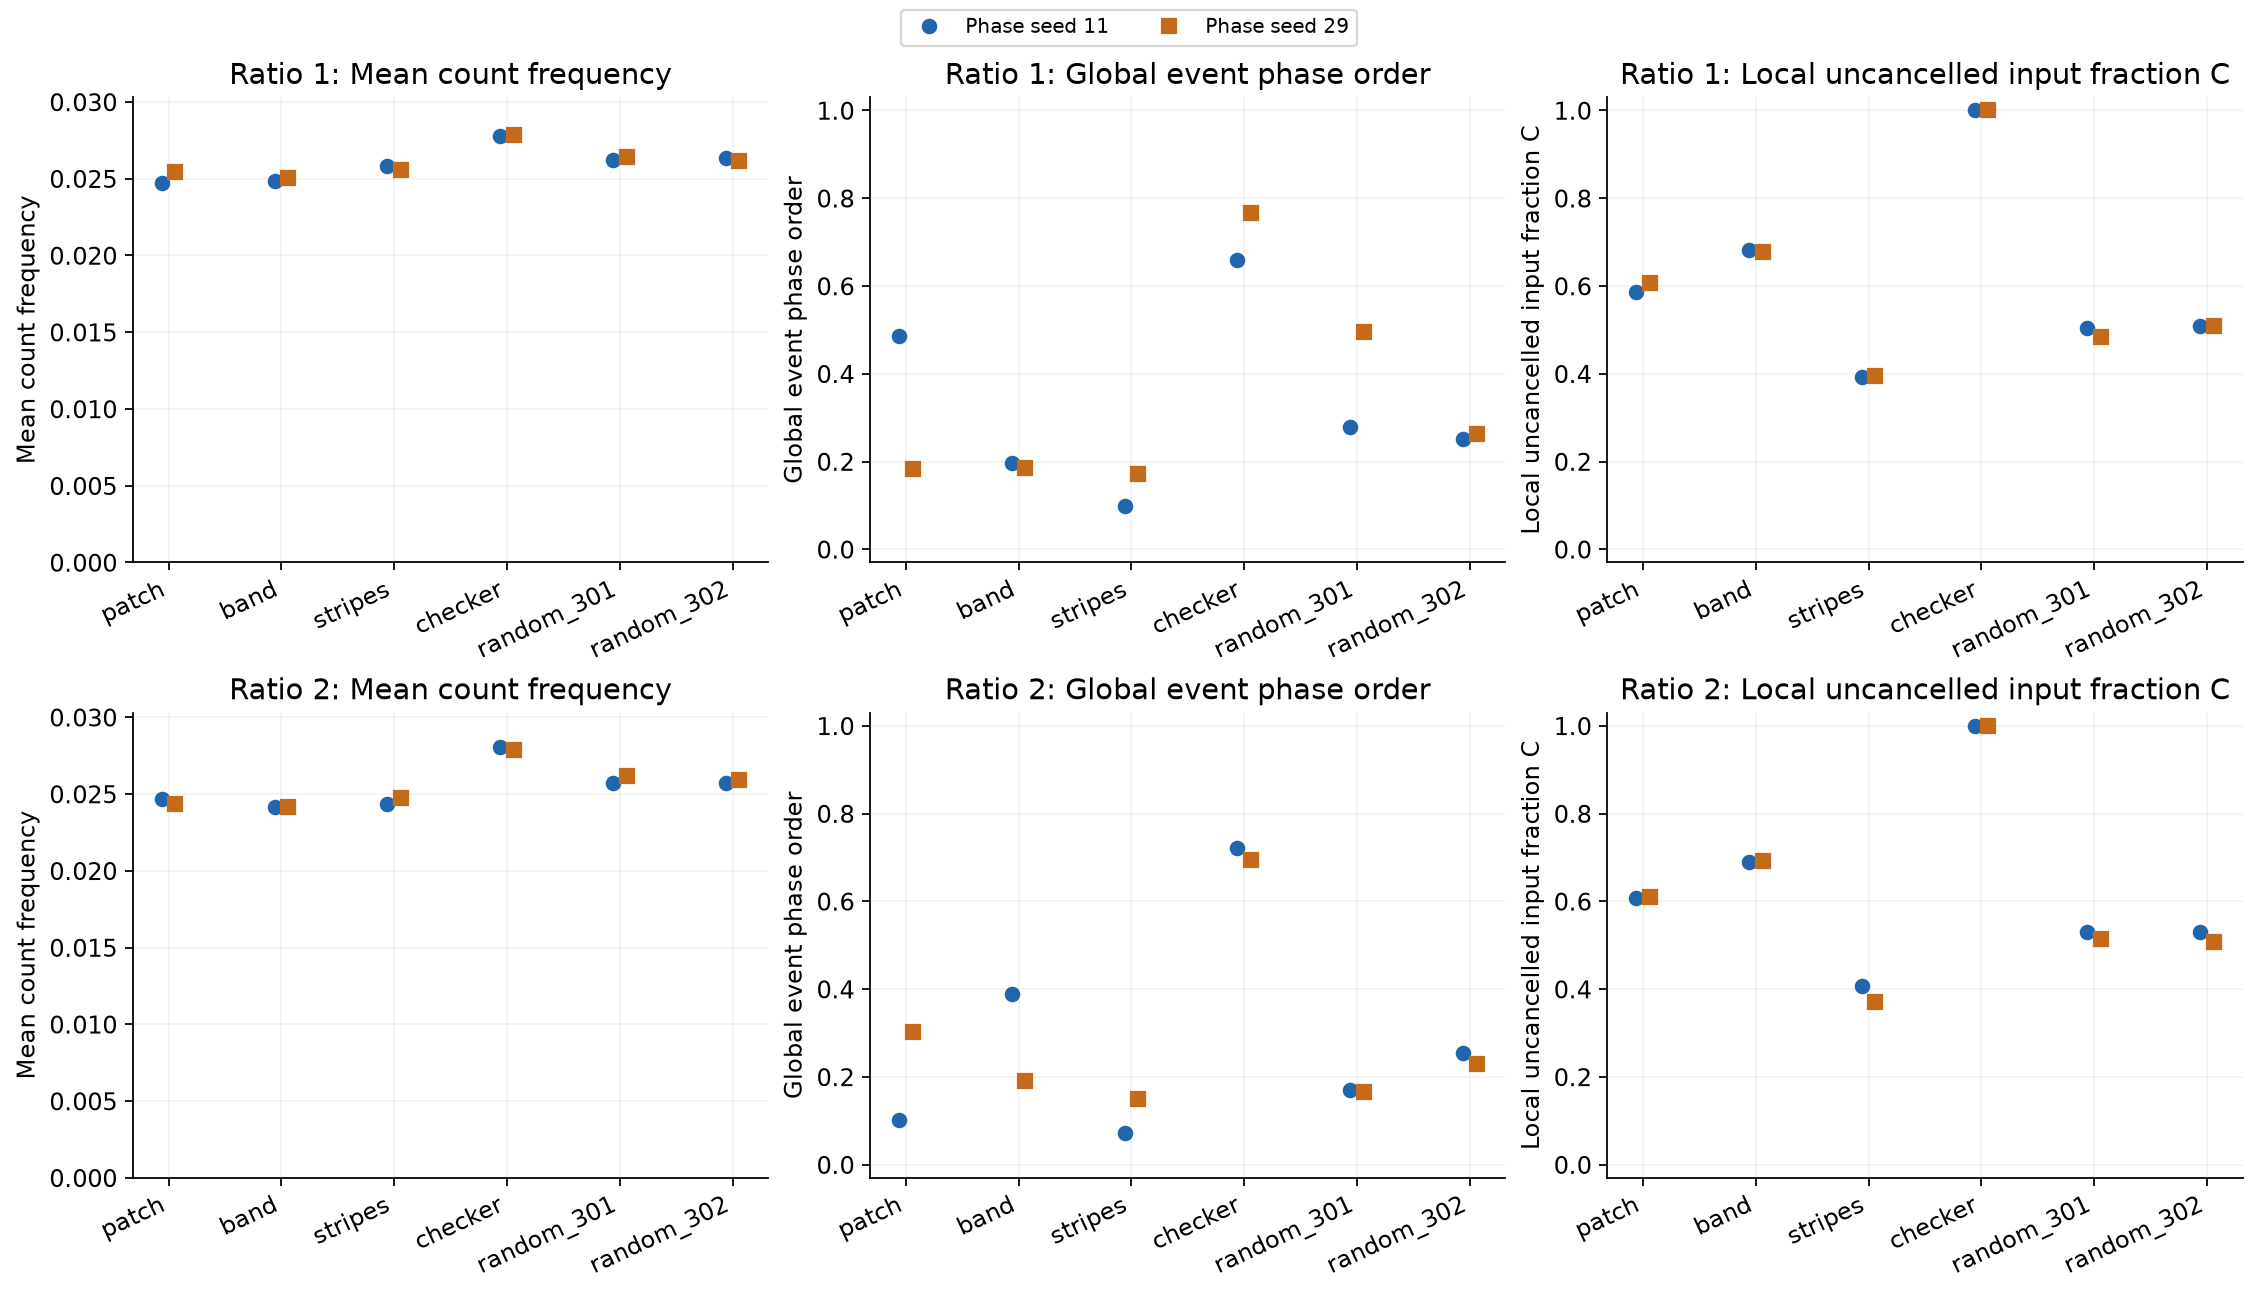 Phase seed 11
Phase seed 29
Ratio 1: Mean count frequency
Mean count frequency
0.030
0.025
0.020
0.015
0.010
0.005
0.000
patch
band
stripes
checker
random_301
random_302
Ratio 1: Global event phase order
Global event phase order
1.0
0.8
0.6
0.4
0.2
0.0
patch
band
stripes
checker
random_301
random_302
Ratio 1: Local uncancelled input fraction C
Local uncancelled input fraction C
1.0
0.8
0.6
0.4
0.2
0.0
patch
band
stripes
checker
random_301
random_302
Ratio 2: Mean count frequency
Mean count frequency
0.030
0.025
0.020
0.015
0.010
0.005
0.000
patch
band
stripes
checker
random_301
random_302
Ratio 2: Global event phase order
Global event phase order
1.0
0.8
0.6
0.4
0.2
0.0
patch
band
stripes
checker
random_301
random_302
Ratio 2: Local uncancelled input fraction C
Local uncancelled input fraction C
1.0
0.8
0.6
0.4
0.2
0.0
patch
band
stripes
checker
random_301
random_302